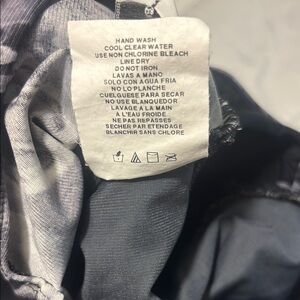 HAND WASH
COOL CLEAR WATER
USE NON CHLORINE BLEACH
LINE DRY
DO NOT IRON
LAVAS A MANO
SOLO CON AGUA FRIA
NO LO PLANCHE
CUELGUESE PARA SECAR
NO USE BLANQUEDOR
LAVAGE A LA MAIN
A L'EAU FROIDE
NE PAS REPASSES
SECHER PAR ETENDAGE
BLANCHIR SANS CHLORE